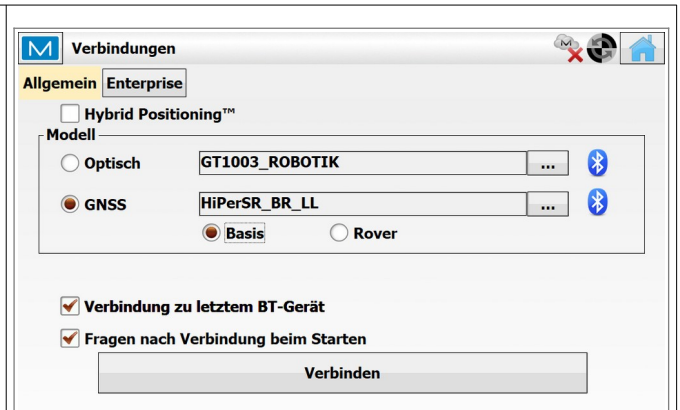 Verbindungen
Allgemein Enterprise
Hybrid Positioning™
Modell
Optisch GT1003_ROBOTIK ...
GNSS HiPerSR_BR_LL ...
Basis Rover
Verbindung zu letztem BT-Gerät
Fragen nach Verbindung beim Starten
Verbinden